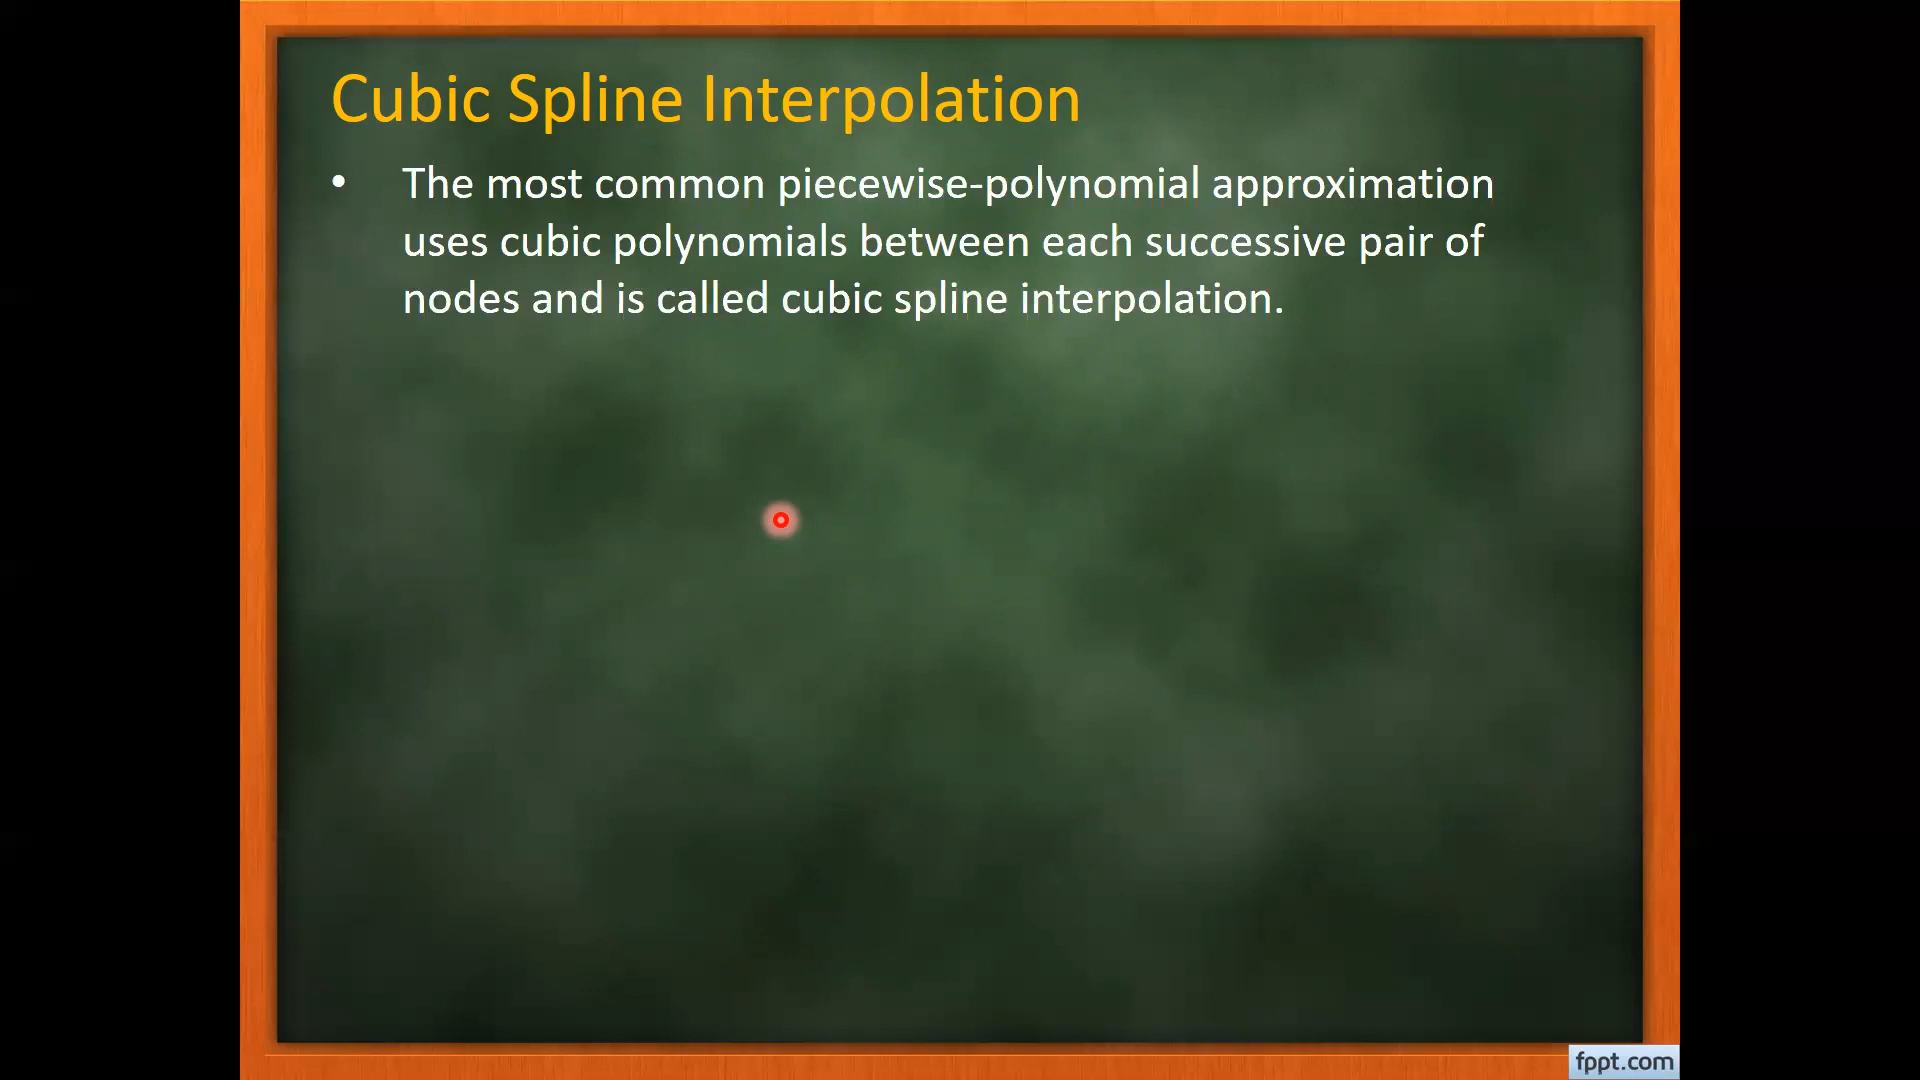 Cubic Spline Interpolation
• The most common piecewise-polynomial approximation
uses cubic polynomials between each successive pair of
nodes and is called cubic spline interpolation.
fppt.com